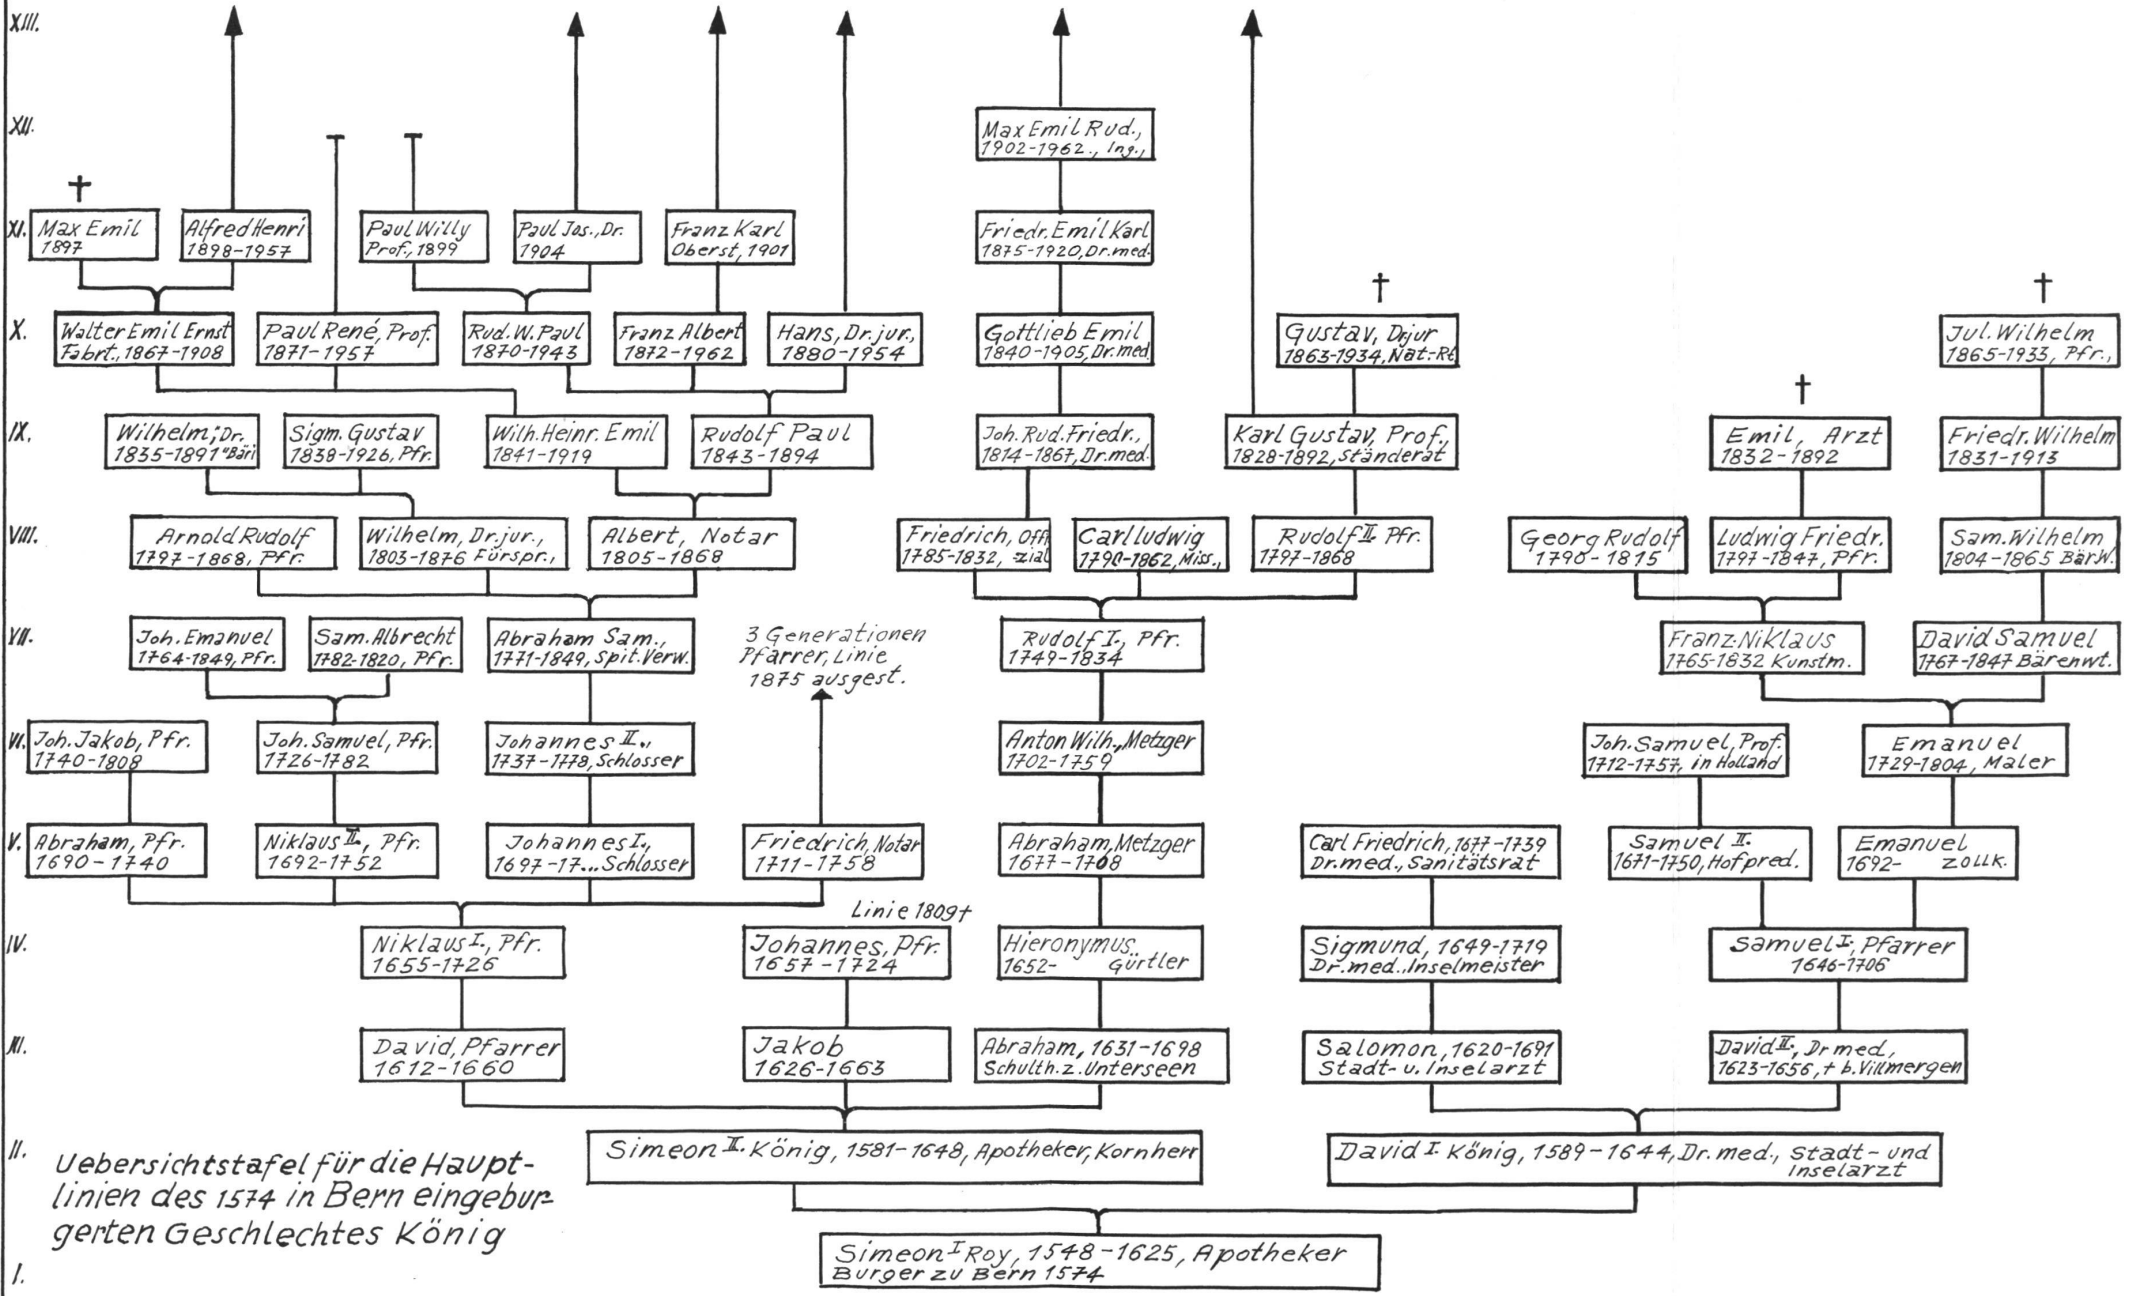 XIII.
XII.
Max Emil Rud.,
1902-1962., Ing.,
XI.
Max Emil
1897
Alfred Henri
1898-1957
Paul Willy
Prof., 1899
Paul Jos., Dr.
1904
Franz Karl
Oberst, 1901
Friedr. Emil Karl
1875-1920, Dr. med.
X.
Walter Emil Ernst
Fabrt., 1867-1908
Paul René, Prof.
1871-1957
Rud. W. Paul
1870-1943
Franz Albert
1872-1962
Hans, Dr. jur.,
1880-1954
Gottlieb Emil
1840-1905, Dr. med.
Gustav, Dr jur
1863-1934, Nat.-Rt
Jul. Wilhelm
1865-1933, Pfr.,
IX.
Wilhelm, Dr.
1835-1891 "Bäri
Sigm. Gustav
1838-1926, Pfr.
Wilh. Heinr. Emil
1841-1919
Rudolf Paul
1843-1894
Joh. Rud. Friedr.,
1814-1867, Dr. med.
Karl Gustav, Prof.,
1828-1892, Ständerat
Emil, Arzt
1832-1892
Friedr. Wilhelm
1831-1913
VIII.
Arnold Rudolf
1797-1868, Pfr.
Wilhelm, Dr. jur.,
1803-1876 Fürspr.,
Albert, Notar
1805-1868
Friedrich, Offi
1785-1832, -zial
Carl Ludwig
1790-1862, Miss.,
Rudolf II Pfr.
1797-1868
Georg Rudolf
1790-1815
Ludwig Friedr.
1797-1847, Pfr.
Sam. Wilhelm
1804-1865 BärW.
VII.
Joh. Emanuel
1764-1849, Pfr.
Sam. Albrecht
1782-1820, Pfr.
Abraham Sam.,
1771-1849, Spit. Verw.
3 Generationen
Pfarrer, Linie
1875 ausgest.
Rudolf I., Pfr.
1749-1834
Franz-Niklaus
1765-1832 Kunstm.
David Samuel
1767-1847 Bärenwt.
VI.
Joh. Jakob, Pfr.
1740-1808
Joh. Samuel, Pfr.
1726-1782
Johannes II.,
1737-1778, Schlosser
Anton Wilh., Metzger
1702-1759
Joh. Samuel, Prof.
1712-1757, in Holland
Emanuel
1729-1804, Maler
V.
Abraham, Pfr.
1690-1740
Niklaus II., Pfr.
1692-1752
Johannes I.,
1697-17... Schlosser
Friedrich, Notar
1711-1758
Abraham, Metzger
1677-1708
Carl Friedrich, 1677-1739
Dr. med., Sanitätsrat
Samuel II.
1671-1750, Hofpred.
Emanuel
1692- Zollk.
Linie 1809 †
IV.
Niklaus I., Pfr.
1655-1726
Johannes, Pfr.
1657-1724
Hieronymus,
1652- Gürtler
Sigmund, 1649-1719
Dr. med., Inselmeister
Samuel I., Pfarrer
1646-1706
III.
David, Pfarrer
1612-1660
Jakob
1626-1663
Abraham, 1631-1698
Schulth. z. Unterseen
Salomon, 1620-1691
Stadt- u. Inselarzt
David II., Dr med,
1623-1656, † b. Villmergen
II.
Simeon II. König, 1581-1648, Apotheker, Kornherr
David I. König, 1589-1644, Dr. med., Stadt- und
Inselarzt
Uebersichtstafel für die Haupt-
linien des 1574 in Bern eingebur-
gerten Geschlechtes König
I.
Simeon I Roy, 1548-1625, Apotheker
Burger zu Bern 1574